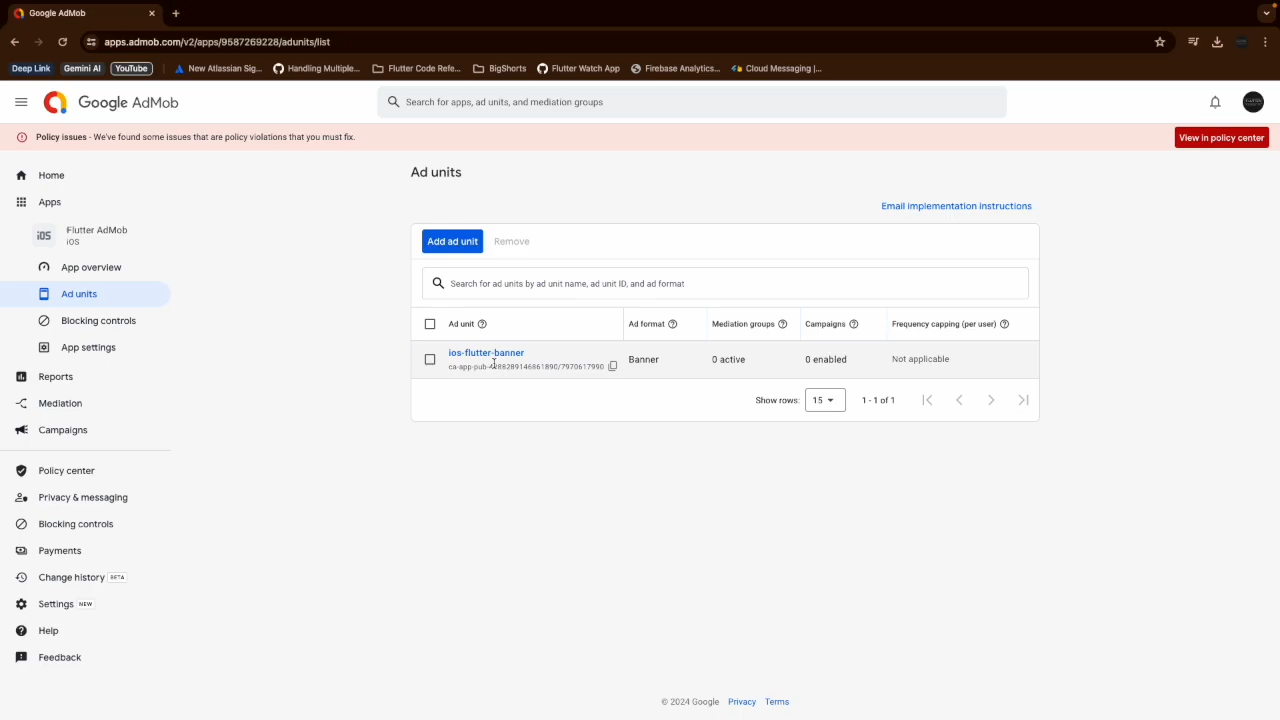 Google AdMob
apps.admob.com/v2/apps/9587269228/adunits/list
Deep Link Gemini AI YouTube New Atlassian Sig... Handling Multiple... Flutter Code Refe... BigShorts Flutter Watch App Firebase Analytics... Cloud Messaging |...
Google AdMob Search for apps, ad units, and mediation groups
Policy issues - We've found some issues that are policy violations that you must fix. View in policy center
Home
Apps
iOS Flutter AdMob
iOS
App overview
Ad units
Blocking controls
App settings
Reports
Mediation
Campaigns
Policy center
Privacy & messaging
Blocking controls
Payments
Change history BETA
Settings NEW
Help
Feedback
Ad units
Email implementation instructions
Add ad unit Remove
Search for ad units by ad unit name, ad unit ID, and ad format
Ad unit Ad format Mediation groups Campaigns Frequency capping (per user)
ios-flutter-banner
Banner 0 active 0 enabled Not applicable
Show rows: 15 1 - 1 of 1
© 2024 Google Privacy Terms